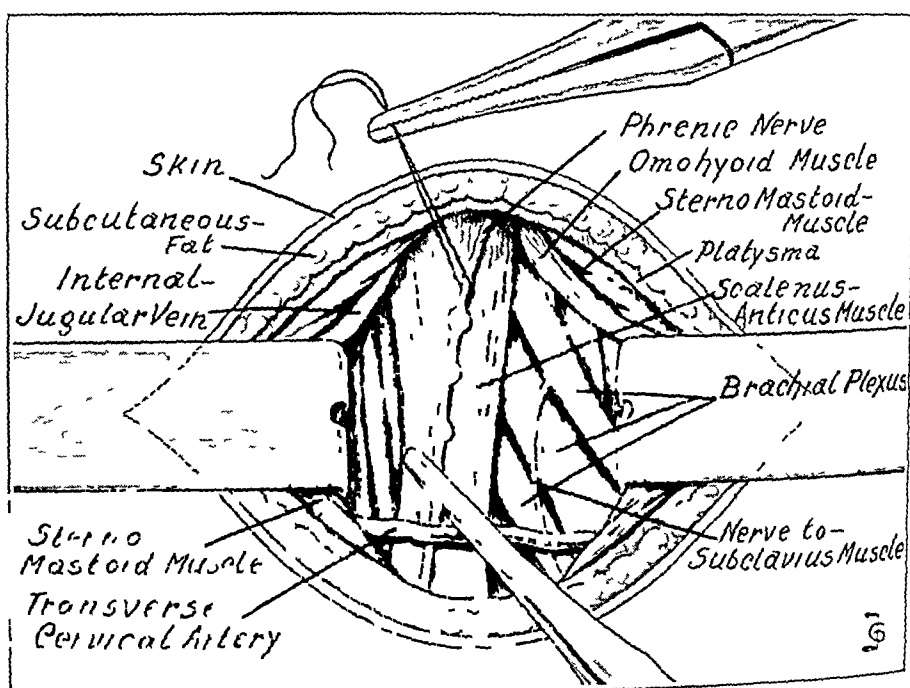 Skin
Subcutaneous-
Fat
Internal-
Jugular Vein
Phrenic Nerve
Omohyoid Muscle
Sterno Mastoid-
Muscle
Platysma
Scalenus-
Anticus Muscle
Brachial Plexus
Nerve to-
Subclavius Muscle
Sterno
Mastoid Muscle
Transverse
Cervical Artery